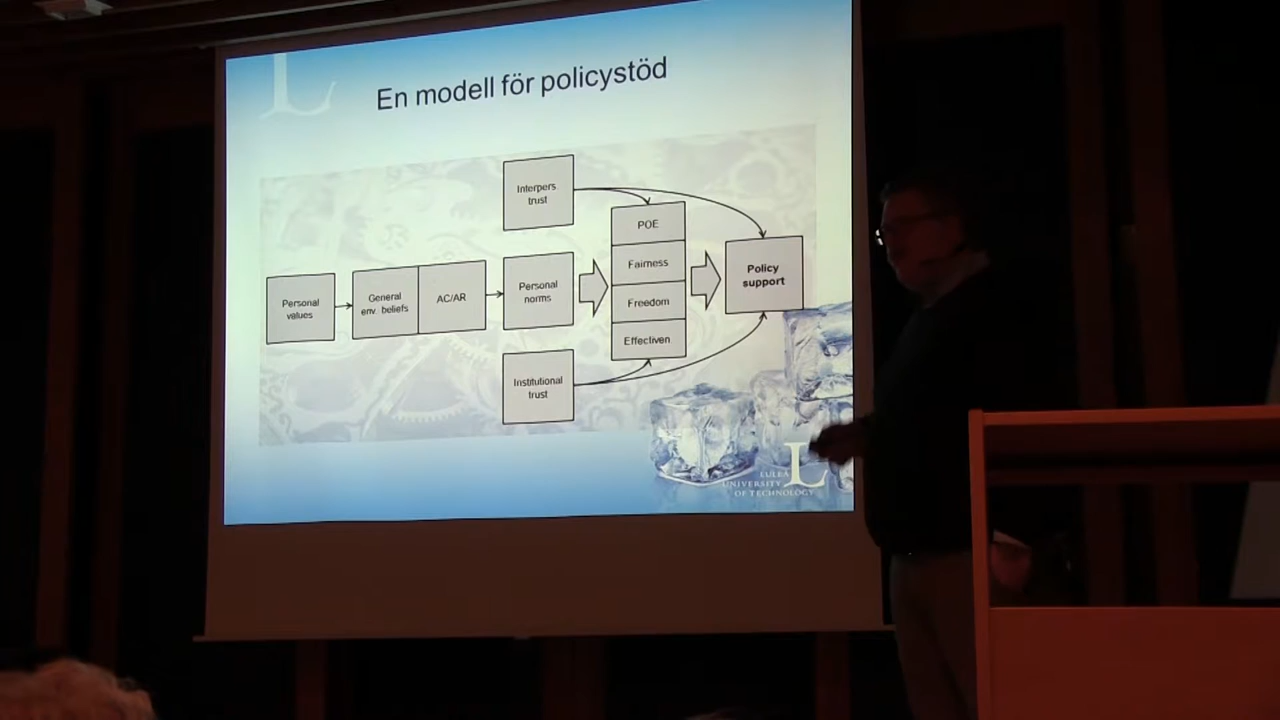 En modell för policystöd
Interpers.
trust
POE
Fairness
Freedom
Effectiven
Policy
support
Personal
values
General
env. beliefs
AC/AR
Personal
norms
Institutional
trust
LULEÅ
UNIVERSITY
OF TECHNOLOGY
L
L